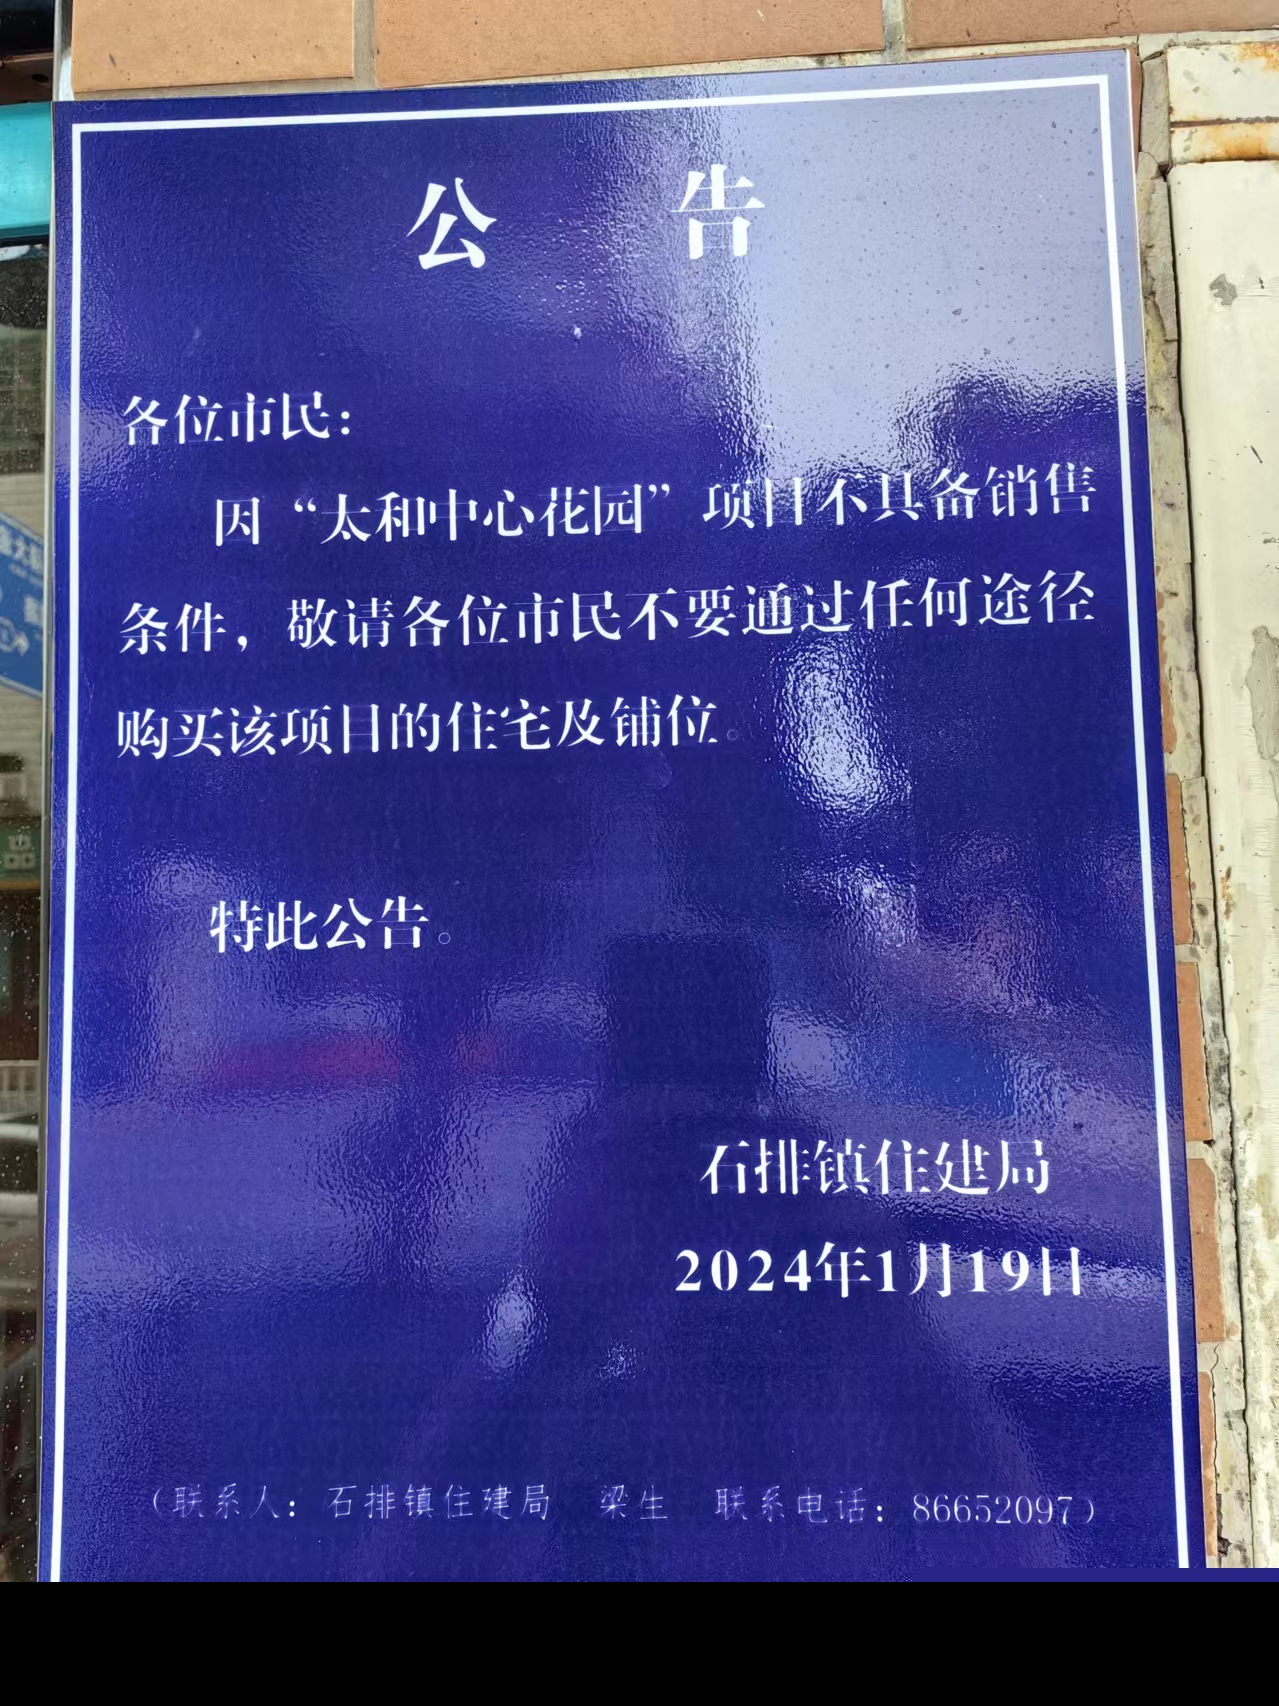 公 告
各位市民：
因“太和中心花园”项目不具备销售
条件，敬请各位市民不要通过任何途径
购买该项目的住宅及铺位。
特此公告。
石排镇住建局
2024年1月19日
（联系人：石排镇住建局 梁生 联系电话：86652097）